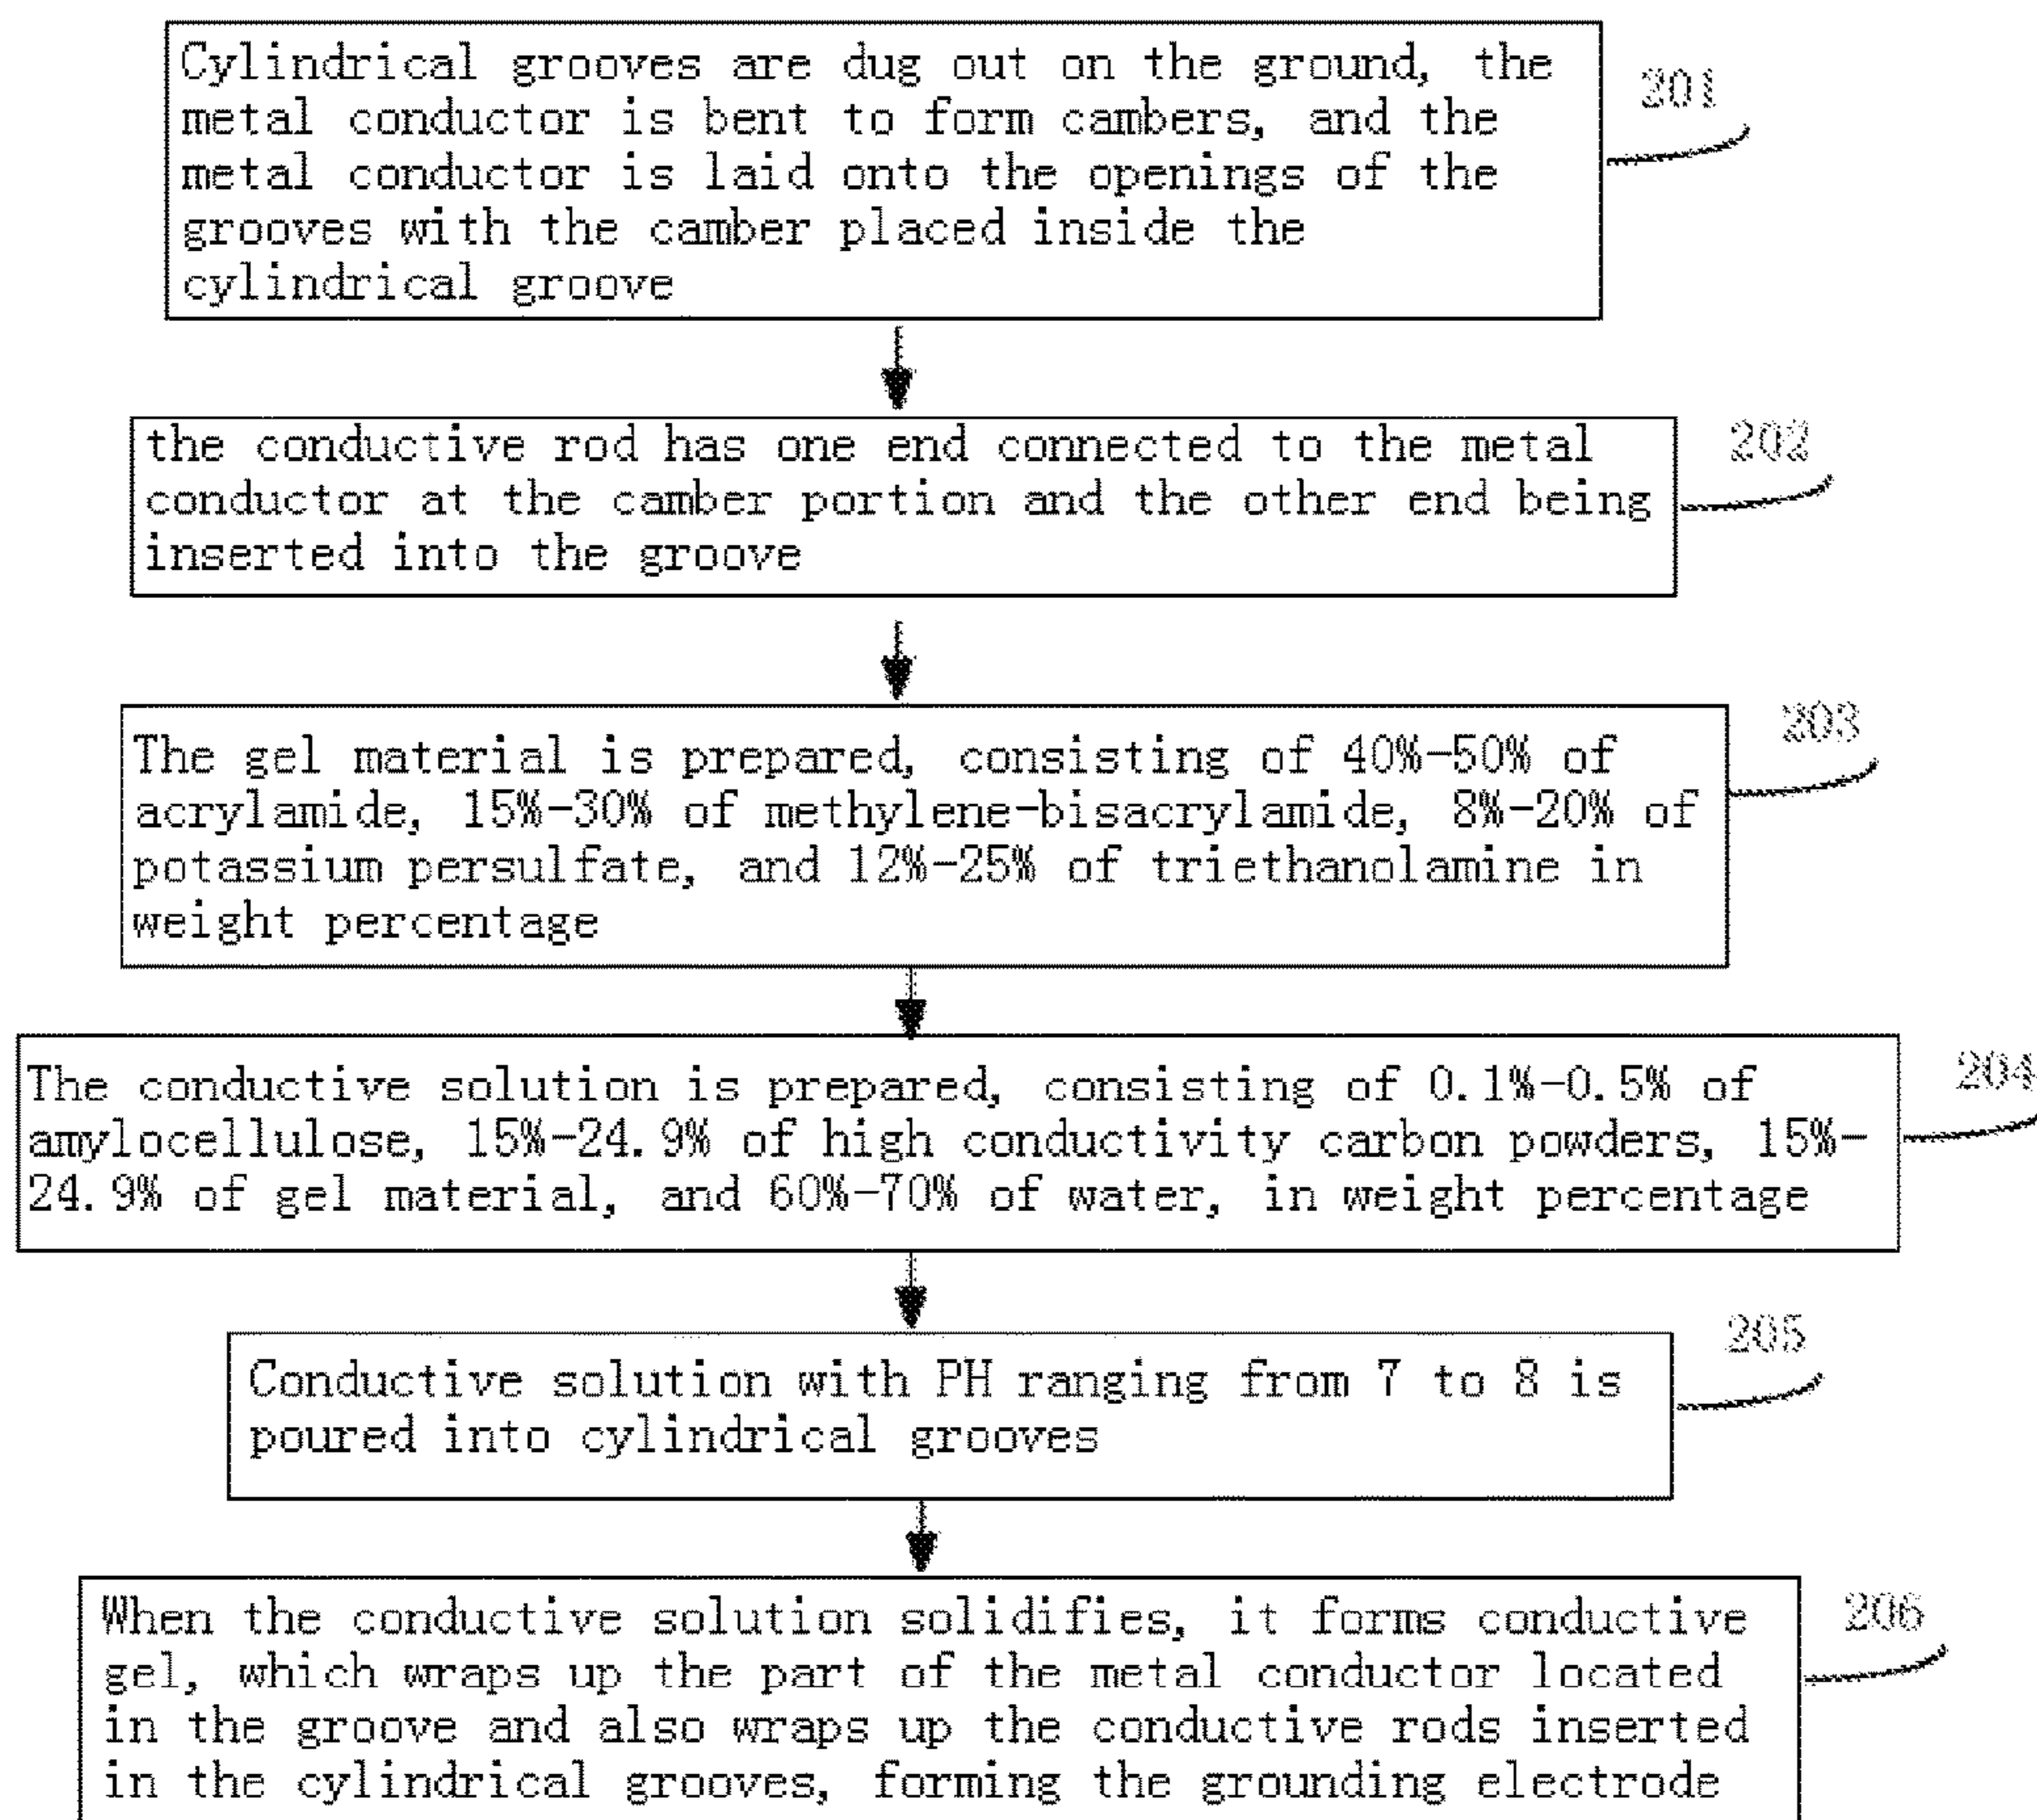 Cylindrical grooves are dug out on the ground, the
metal conductor is bent to form cambers, and the
metal conductor is laid onto the openings of the
grooves with the camber placed inside the
cylindrical groove
201
the conductive rod has one end connected to the metal
conductor at the camber portion and the other end being
inserted into the groove
202
The gel material is prepared, consisting of 40%-50% of
acrylamide, 15%-30% of methylene-bisacrylamide, 8%-20% of
potassium persulfate, and 12%-25% of triethanolamine in
weight percentage
203
The conductive solution is prepared, consisting of 0.1%-0.5% of
amylocellulose, 15%-24.9% of high conductivity carbon powders, 15%-
24.9% of gel material, and 60%-70% of water, in weight percentage
204
Conductive solution with PH ranging from 7 to 8 is
poured into cylindrical grooves
205
When the conductive solution solidifies, it forms conductive
gel, which wraps up the part of the metal conductor located
in the groove and also wraps up the conductive rods inserted
in the cylindrical grooves, forming the grounding electrode
206